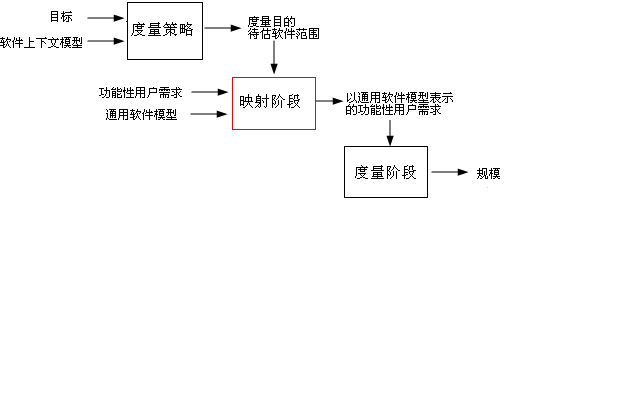 目标
度量策略
度量目的
待估软件范围
软件上下文模型
功能性用户需求
映射阶段
以通用软件模型表示
的功能性用户需求
通用软件模型
度量阶段
规模